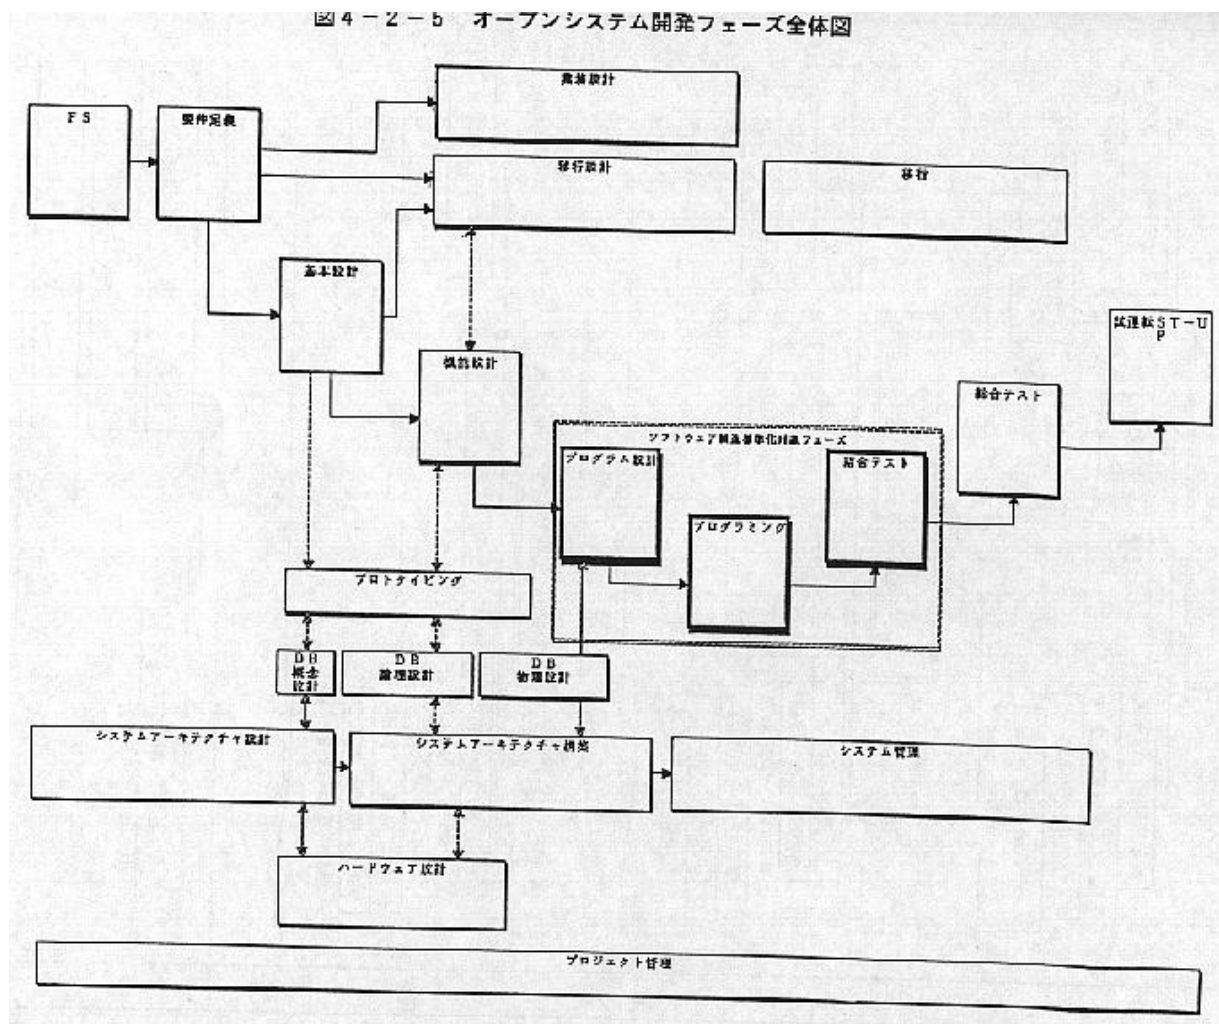 図4-2-5 オープンシステム開発フェーズ全体図
業務設計
FS
要件定義
移行設計
移行
基本設計
試運転ST-U
P
機能設計
総合テスト
プログラム設計
結合テスト
プログラミング
プロトタイピング
DB
概念
設計
DB
論理設計
DB
物理設計
システムアーキテクチャ設計
システムアーキテクチャ構築
システム管理
ハードウェア設計
プロジェクト管理